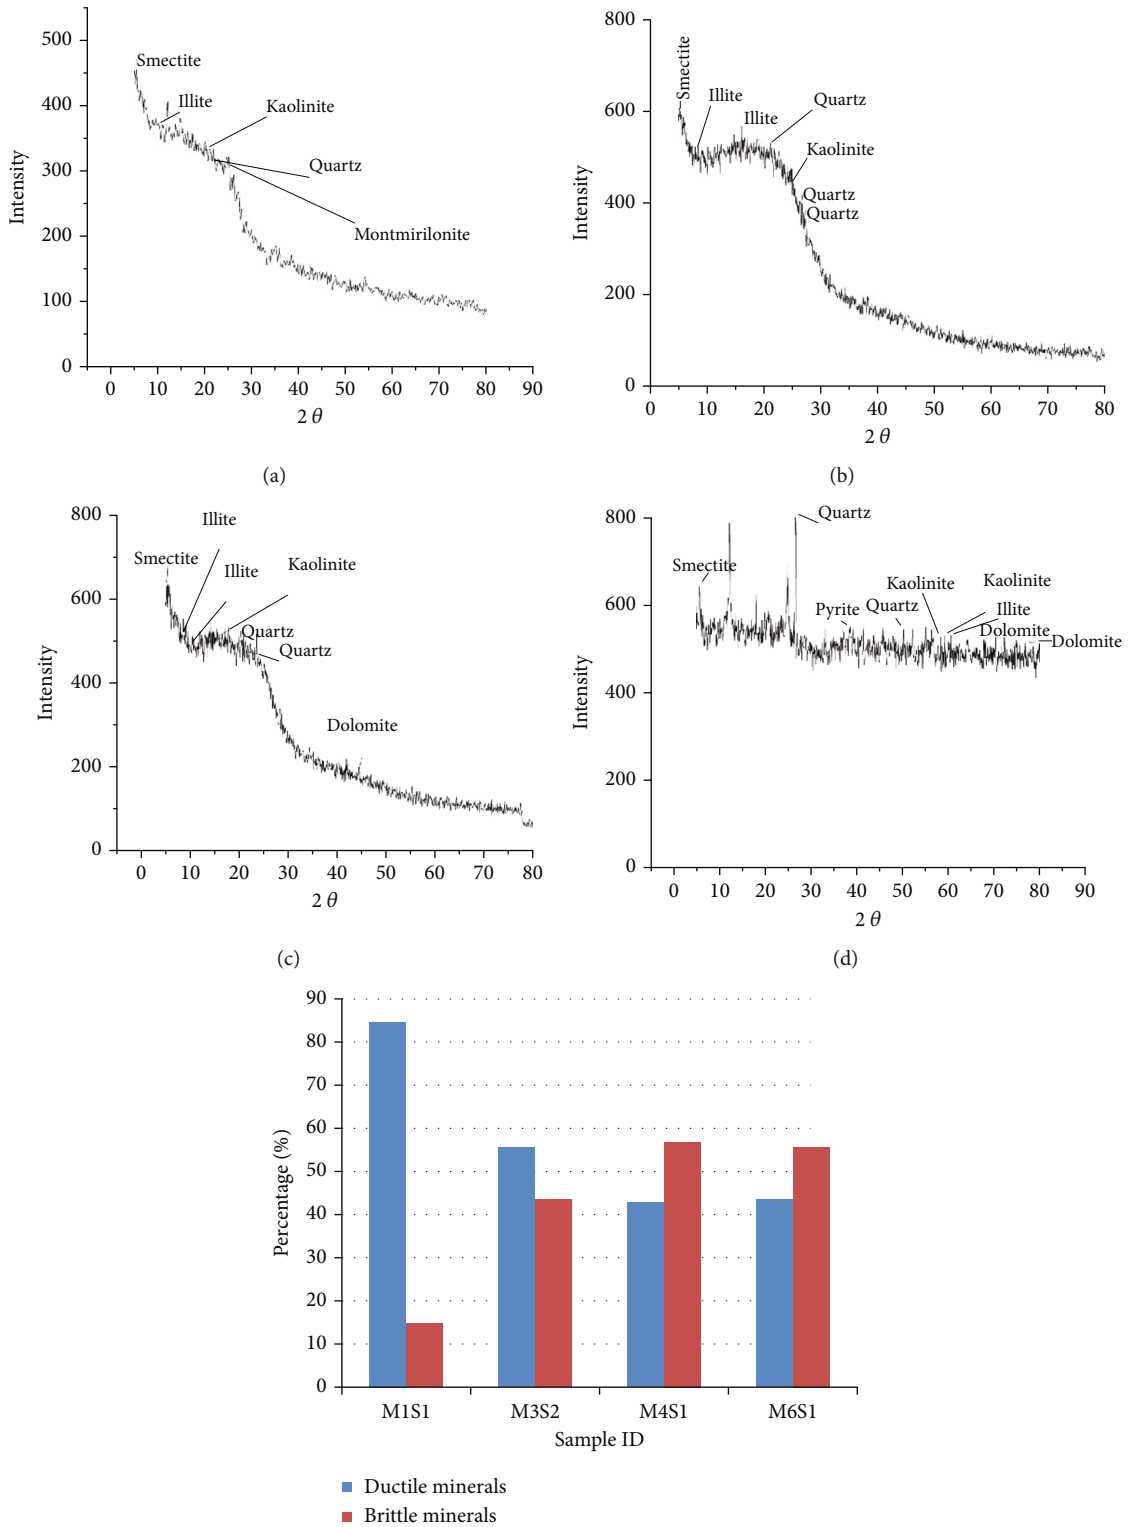 500
400
300
200
100
0
Intensity
Smectite
Illite
Kaolinite
Quartz
Montmirilonite
0 10 20 30 40 50 60 70 80 90
2 θ
(a)
800
600
400
200
0
Intensity
Smectite
Illite
Illite
Quartz
Kaolinite
Quartz
Quartz
0 10 20 30 40 50 60 70 80
2 θ
(b)
800
600
500
400
200
0
Intensity
Illite
Smectite
Illite
Kaolinite
Quartz
Quartz
Dolomite
0 10 20 30 40 50 60 70 80
2 θ
(c)
800
600
400
200
0
Intensity
Quartz
Smectite
Kaolinite
Kaolinite
Pyrite
Quartz
Illite
Dolomite
Dolomite
0 10 20 30 40 50 60 70 80 90
2 θ
(d)
90
80
70
60
50
40
30
20
10
0
Percentage (%)
M1S1 M3S2 M4S1 M6S1
Sample ID
Ductile minerals
Brittle minerals